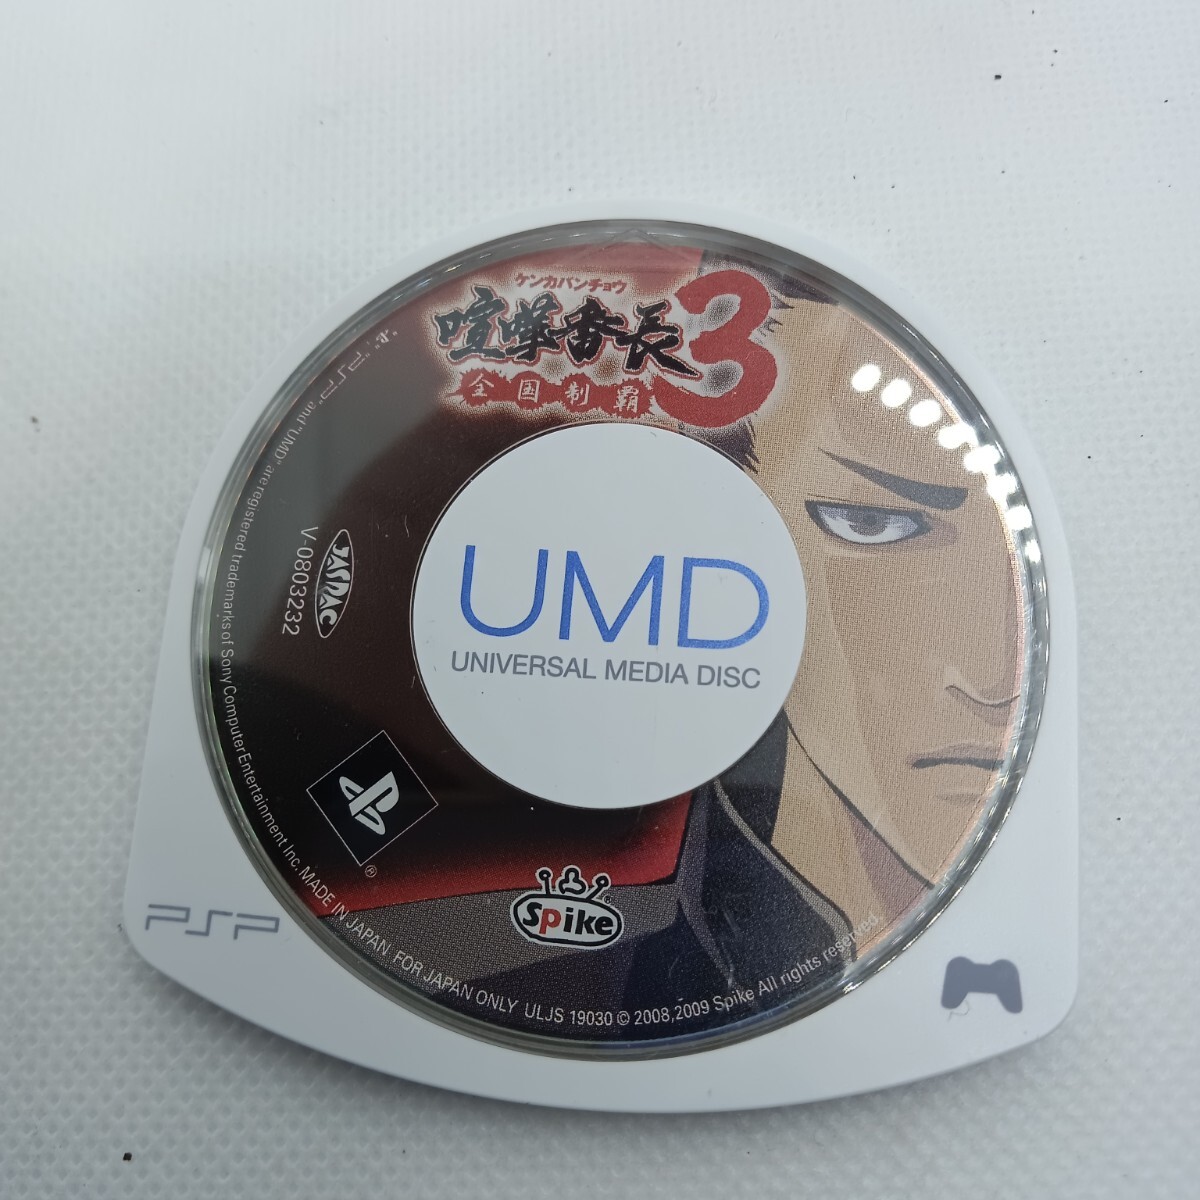 ケンカバンチョウ
喧嘩番長3
全国制覇
UMD
UNIVERSAL MEDIA DISC
JASPAC
V-0803232
Spike
PSP
" and "UMD" are registered trademarks of Sony Computer Entertainment Inc. MADE IN JAPAN FOR JAPAN ONLY ULJS 19030 © 2008,2009 Spike All rights reserved.